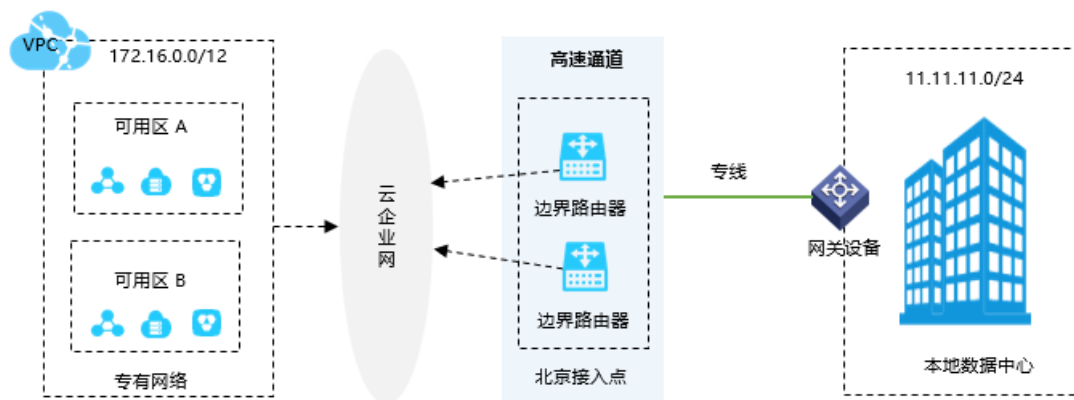 VPC
172.16.0.0/12
可用区 A
可用区 B
专有网络
云企业网
高速通道
边界路由器
边界路由器
北京接入点
专线
网关设备
11.11.11.0/24
本地数据中心